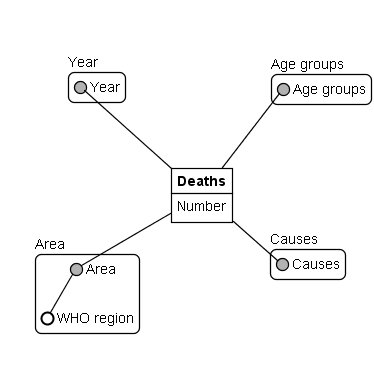 Year
Year
Age groups
Age groups
Deaths
Number
Area
Area
WHO region
Causes
Causes